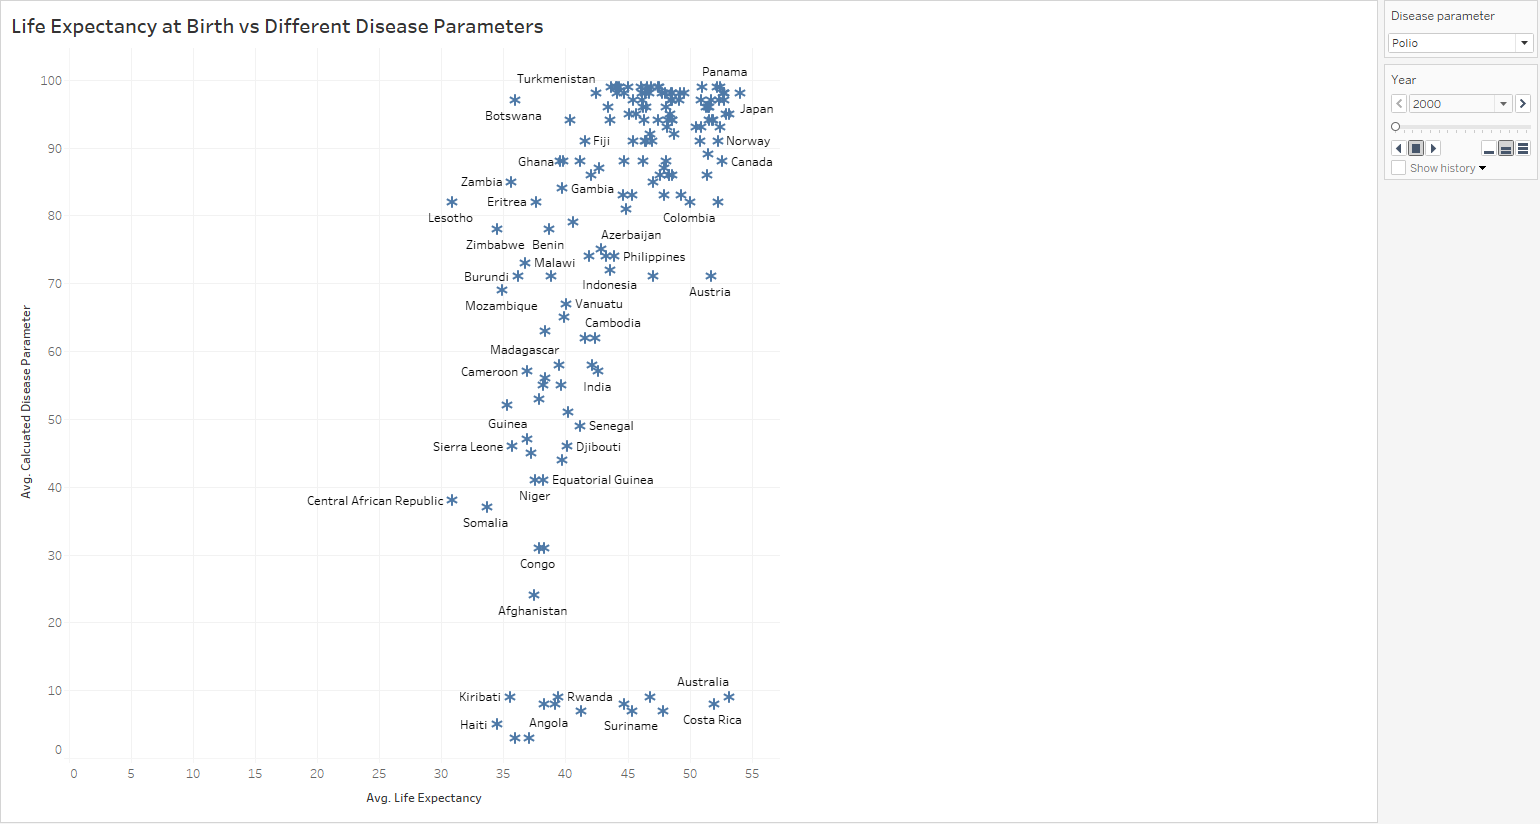 Life Expectancy at Birth vs Different Disease Parameters
Disease parameter
Polio
Year
2000
Show history
Avg. Calcuated Disease Parameter
100
90
80
70
60
50
40
30
20
10
0
Panama
Turkmenistan
Japan
Botswana
Fiji
Norway
Ghana
Canada
Zambia
Gambia
Eritrea
Lesotho
Colombia
Azerbaijan
Zimbabwe
Benin
Philippines
Malawi
Burundi
Indonesia
Austria
Mozambique
Vanuatu
Cambodia
Madagascar
Cameroon
India
Guinea
Senegal
Sierra Leone
Djibouti
Equatorial Guinea
Niger
Central African Republic
Somalia
Congo
Afghanistan
Australia
Kiribati
Rwanda
Costa Rica
Haiti
Angola
Suriname
0 5 10 15 20 25 30 35 40 45 50 55
Avg. Life Expectancy